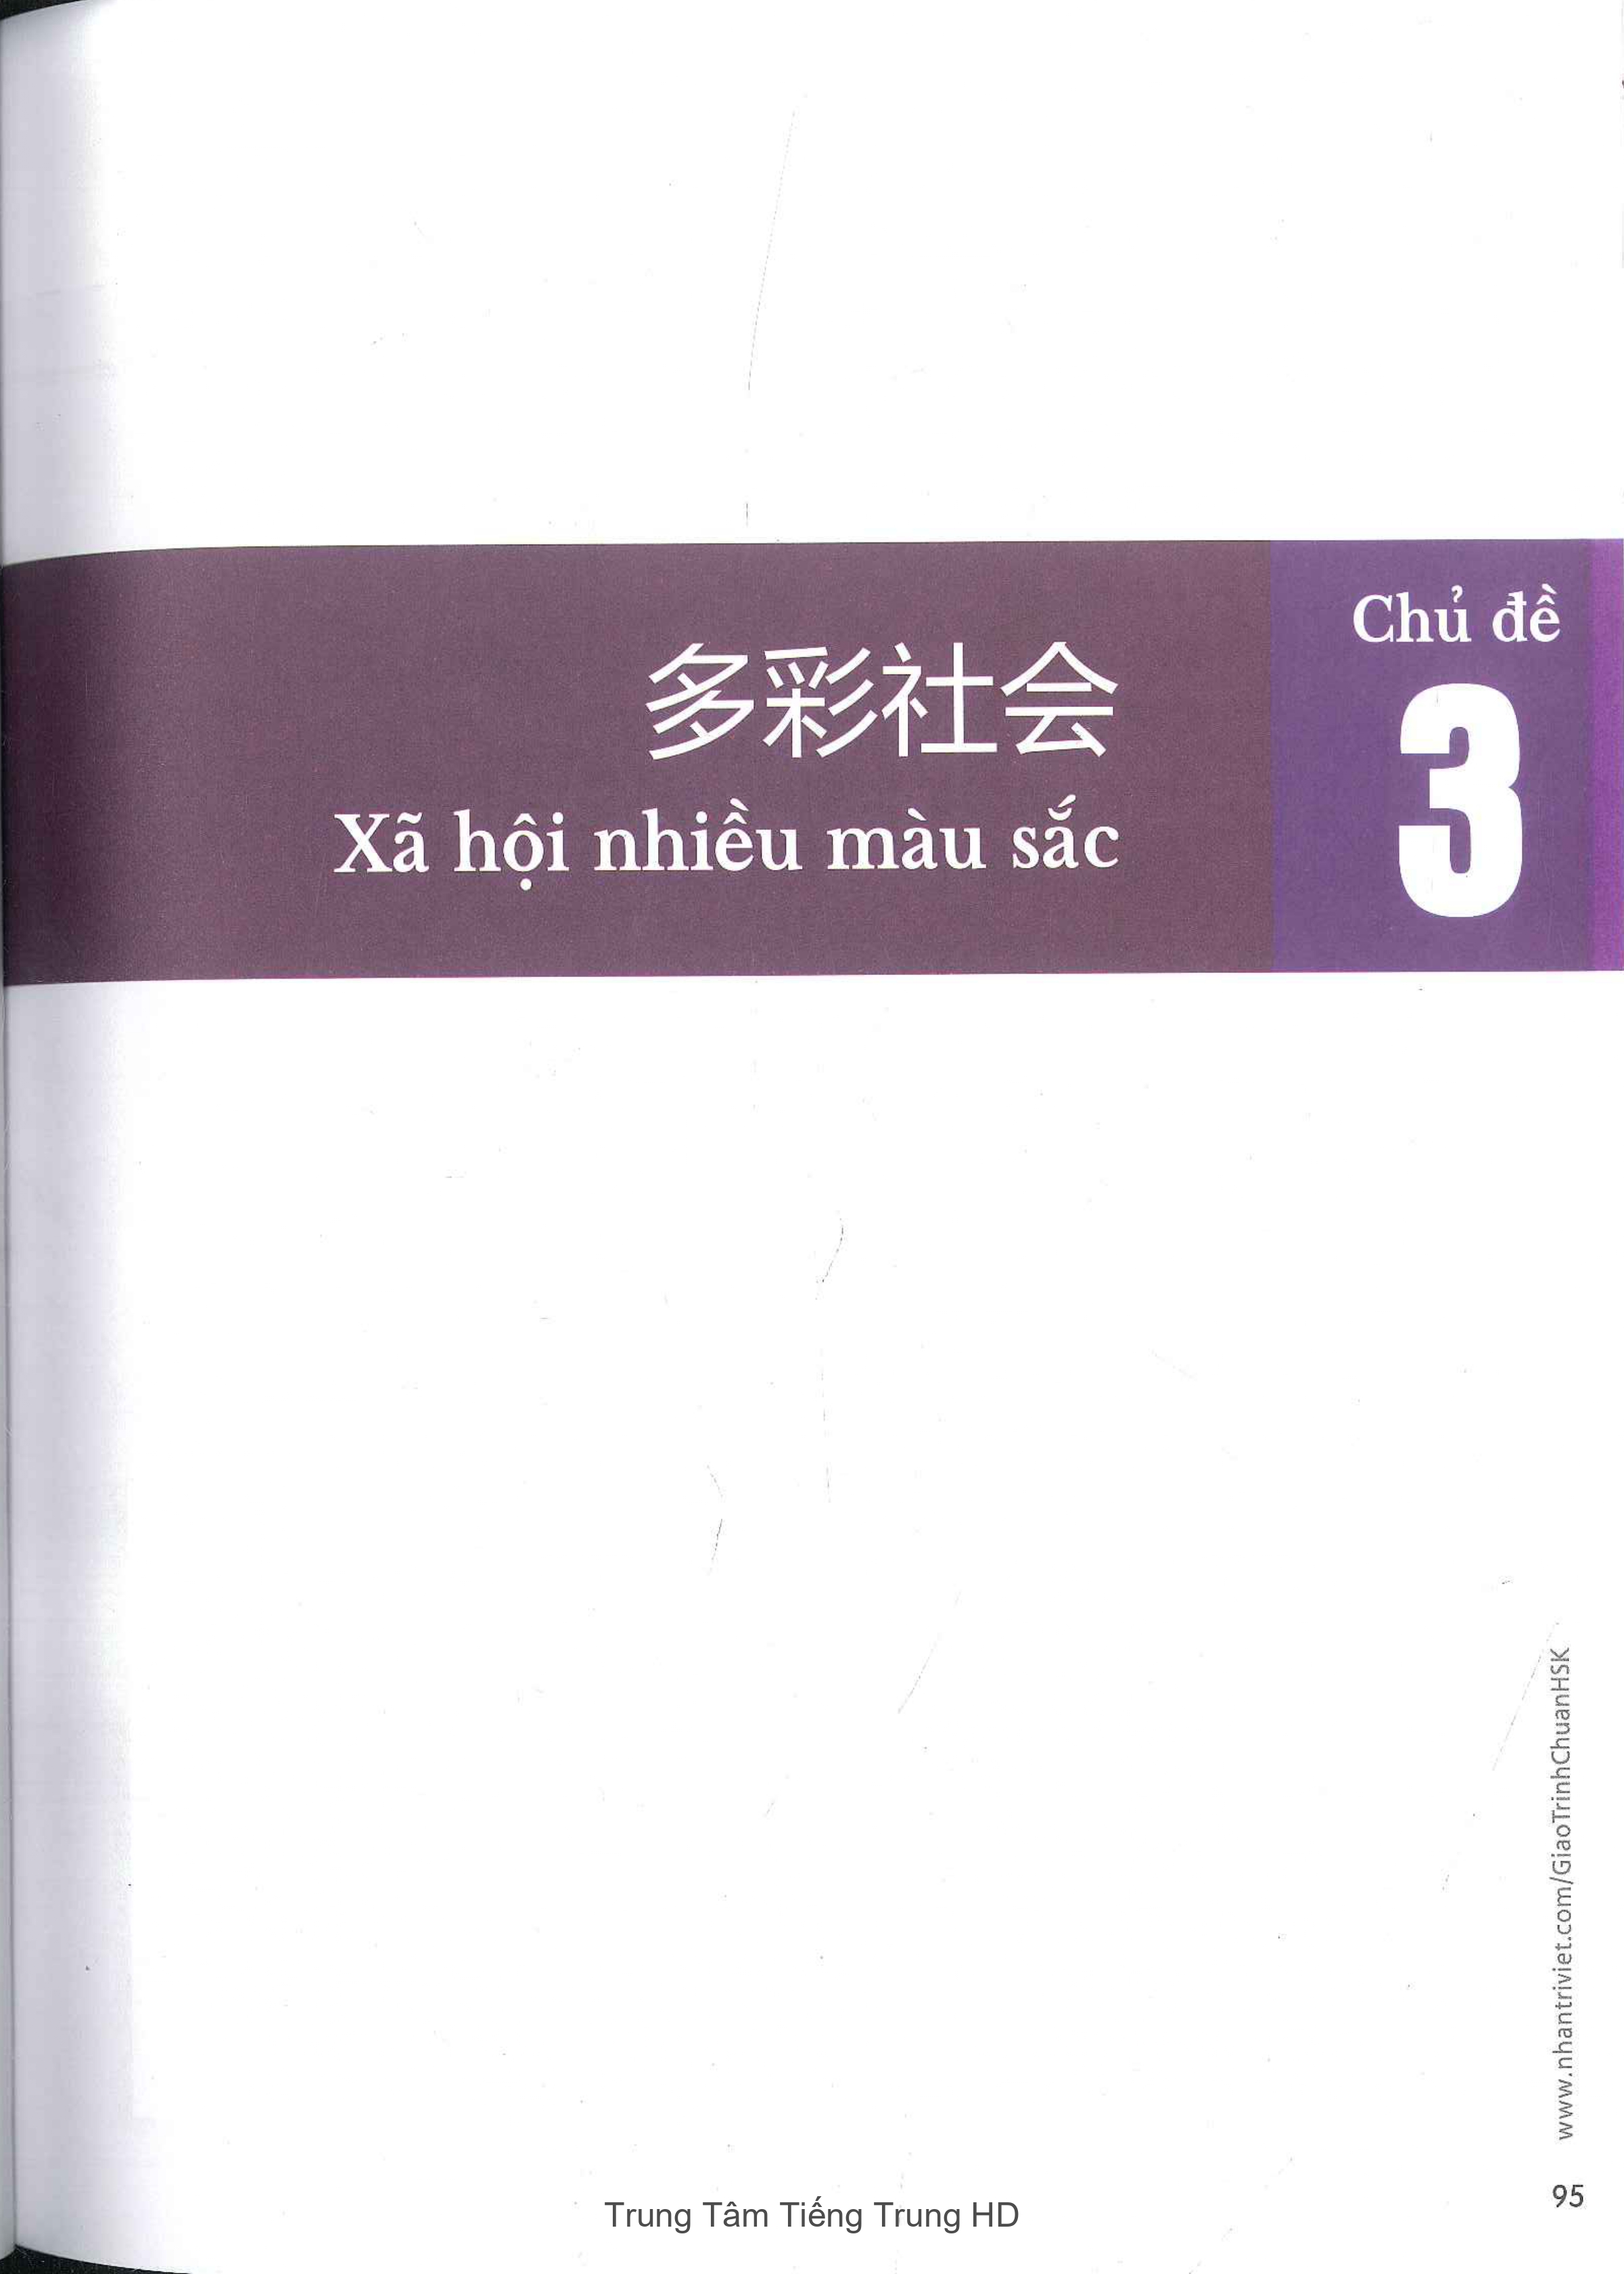 Chủ đề
3
多彩社会
Xã hội nhiều màu sắc
www.nhantriviet.com/GiaoTrinhChuanHSK
95
Trung Tâm Tiếng Trung HD